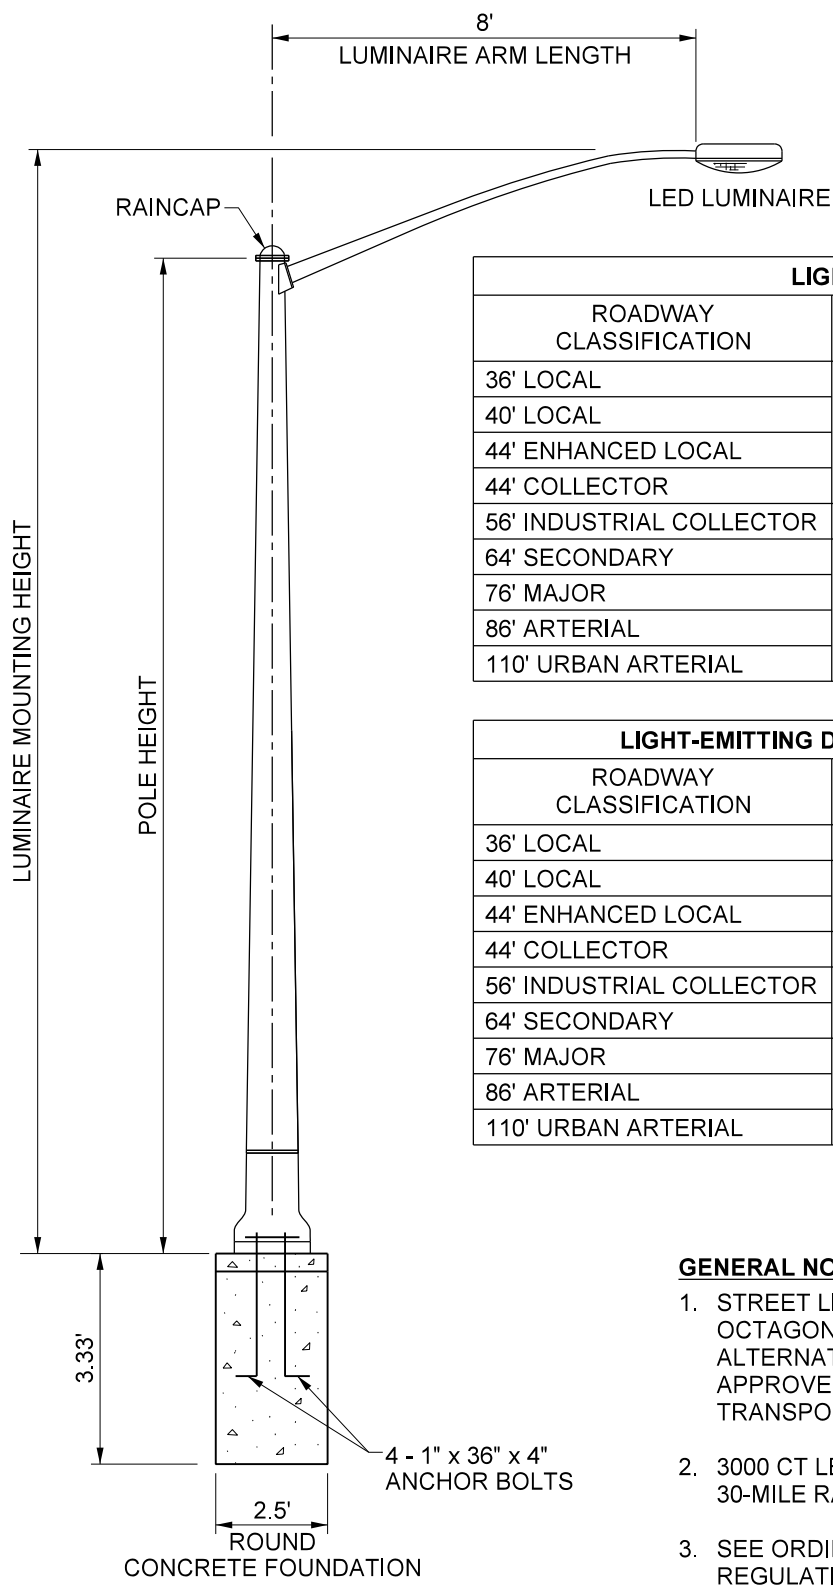 8'
LUMINAIRE ARM LENGTH
RAINCAP
LED LUMINAIRE
LUMINAIRE MOUNTING HEIGHT
POLE HEIGHT
ROADWAY
CLASSIFICATION
36' LOCAL
40' LOCAL
44' ENHANCED LOCAL
44' COLLECTOR
56' INDUSTRIAL COLLECTOR
64' SECONDARY
76' MAJOR
86' ARTERIAL
110' URBAN ARTERIAL
LIGHT-EMITTING D
ROADWAY
CLASSIFICATION
36' LOCAL
40' LOCAL
44' ENHANCED LOCAL
44' COLLECTOR
56' INDUSTRIAL COLLECTOR
64' SECONDARY
76' MAJOR
86' ARTERIAL
110' URBAN ARTERIAL
3.33'
4 - 1" x 36" x 4"
ANCHOR BOLTS
2.5'
ROUND
CONCRETE FOUNDATION
GENERAL NO
1. STREET L
OCTAGON
ALTERNAT
APPROVE
TRANSPO
2. 3000 CT LE
30-MILE RA
3. SEE ORDI
REGULATI